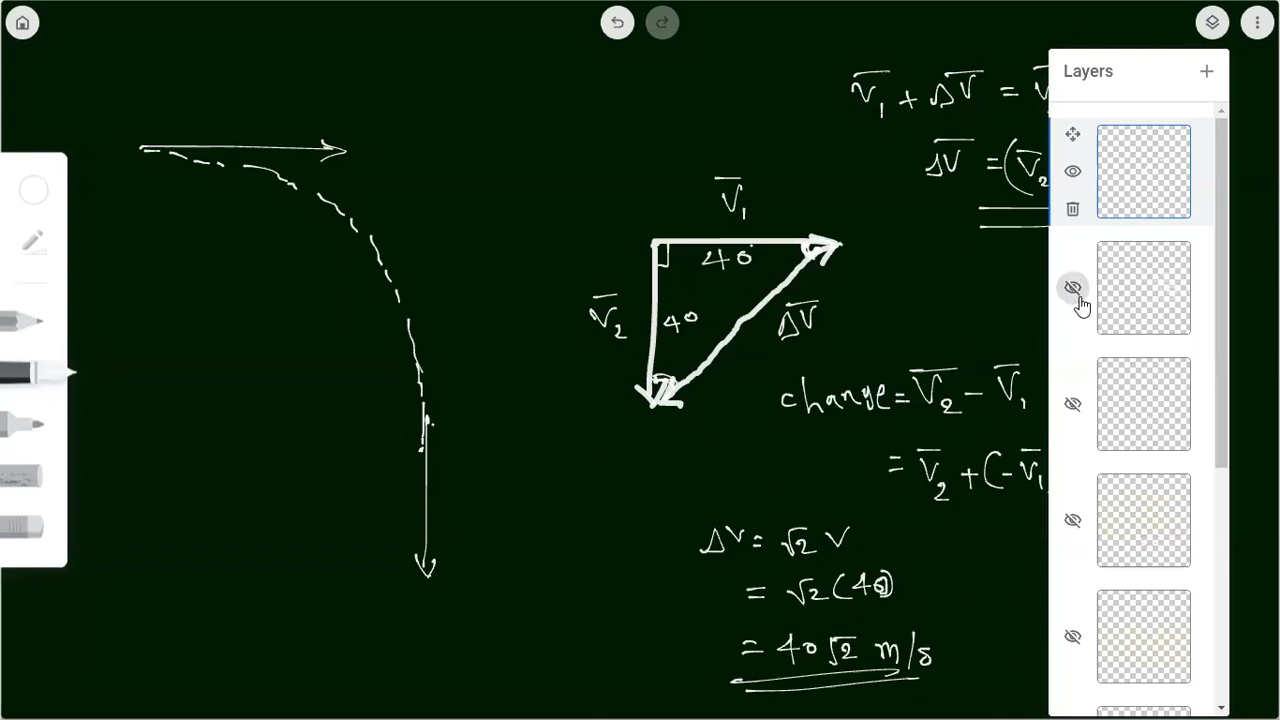 Layers
V̅₁ + ΔV̅ = V̅
ΔV̅ = (V̅₂
V̅₁
40
V̅₂
40
ΔV̅
change = V̅₂ - V̅₁
= V̅₂ + (-V̅₁
ΔV = √2 V
= √2 (40)
= 40√2 m/s